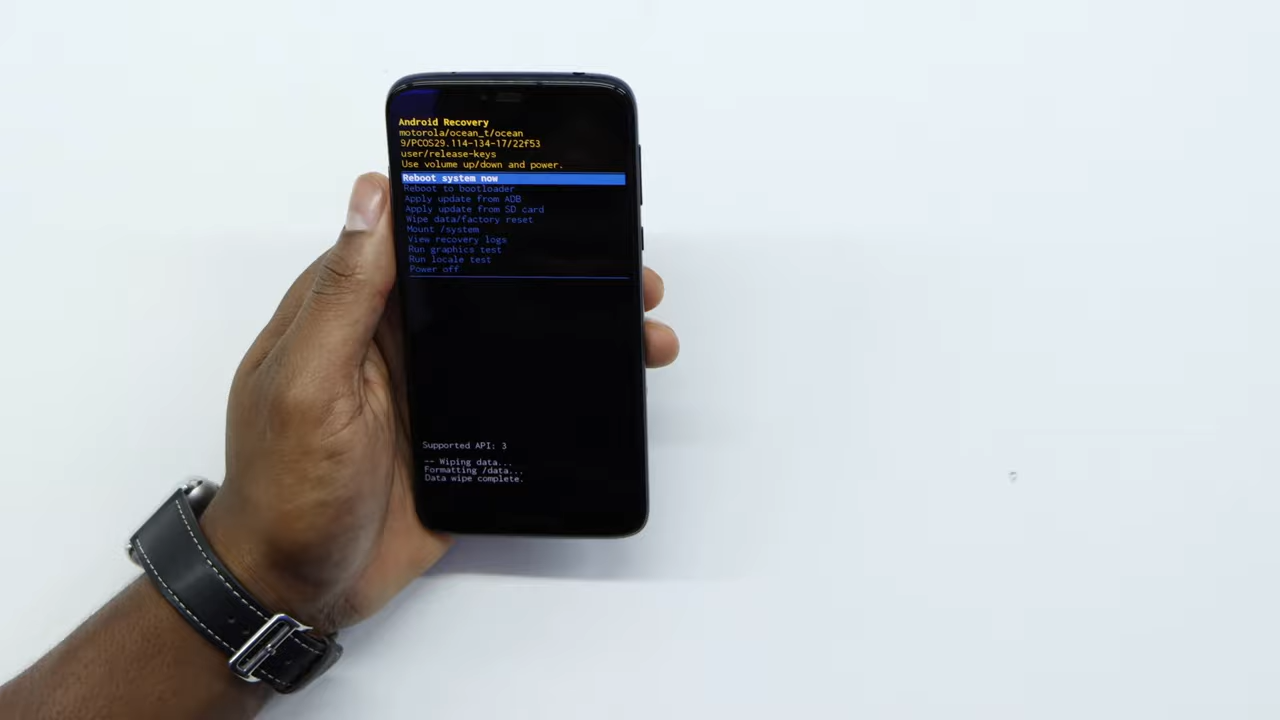 Android Recovery
motorola/ocean_t/ocean
9/PCOS29.114-134-17/22f53
user/release-keys
Use volume up/down and power.
Reboot system now
Reboot to bootloader
Apply update from ADB
Apply update from SD card
Wipe data/factory reset
Mount /system
View recovery logs
Run graphics test
Run locale test
Power off
Supported API: 3
-- Wiping data...
Formatting /data...
Data wipe complete.